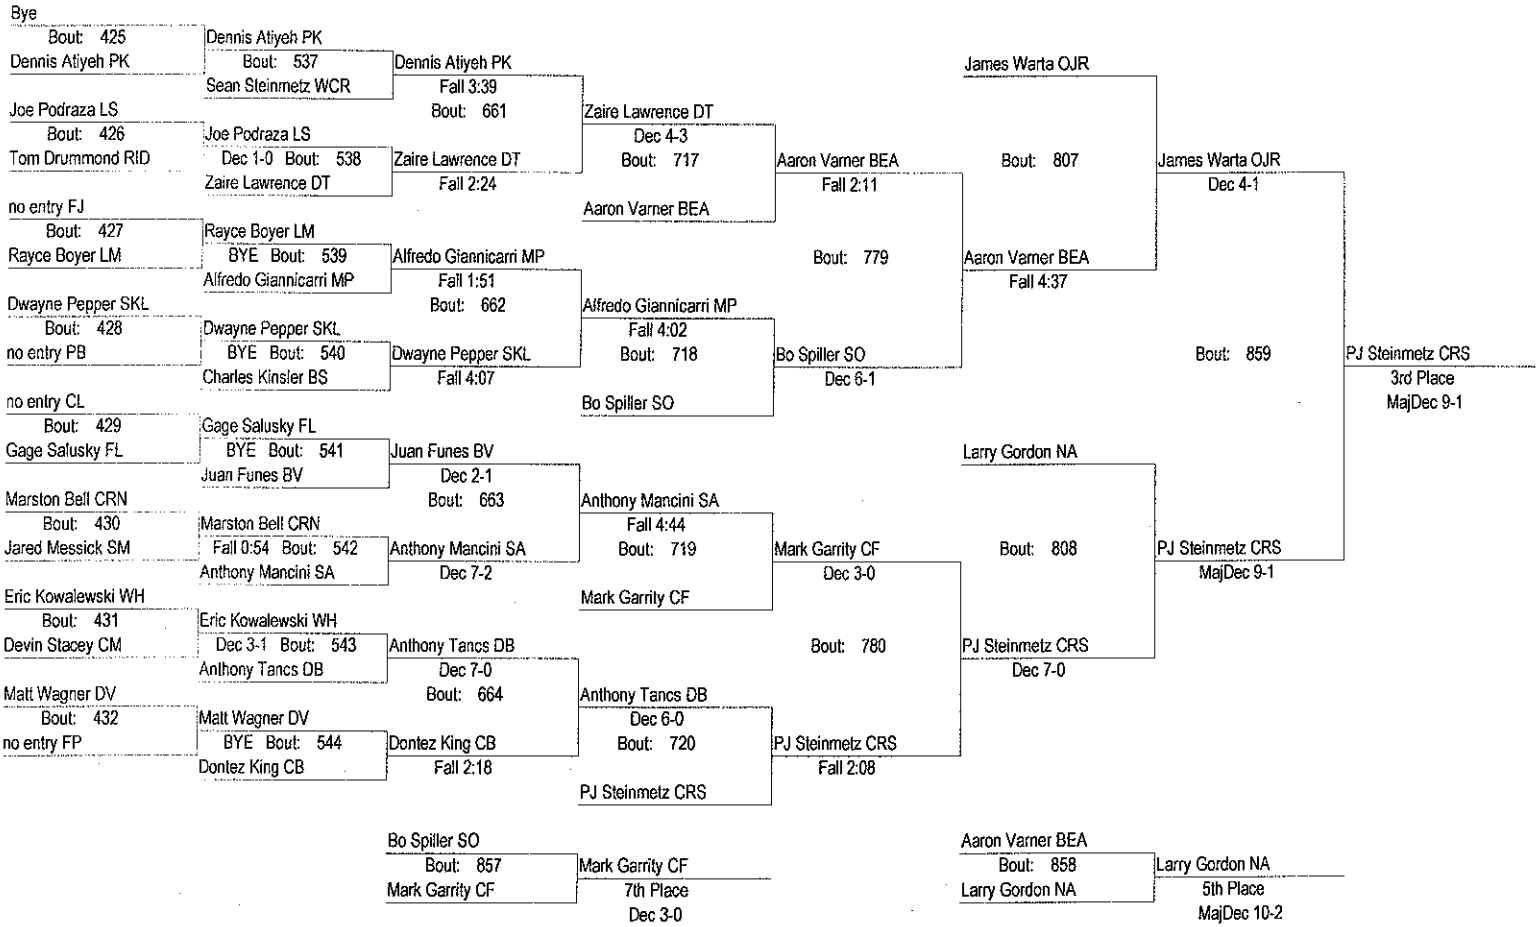 Bye
Bout: 425
Dennis Atiyeh PK
Joe Podraza LS
Bout: 426
Tom Drummond RID
no entry FJ
Bout: 427
Rayce Boyer LM
Dwayne Pepper SKL
Bout: 428
no entry PB
no entry CL
Bout: 429
Gage Salusky FL
Marston Bell CRN
Bout: 430
Jared Messick SM
Eric Kowalewski WH
Bout: 431
Devin Stacey CM
Matt Wagner DV
Bout: 432
no entry FP
Dennis Atiyeh PK
Bout: 537
Sean Steinmetz WCR
Joe Podraza LS
Dec 1-0 Bout: 538
Zaire Lawrence DT
Rayce Boyer LM
BYE Bout: 539
Alfredo Giannicarri MP
Dwayne Pepper SKL
BYE Bout: 540
Charles Kinsler BS
Gage Salusky FL
BYE Bout: 541
Juan Funes BV
Marston Bell CRN
Fall 0:54 Bout: 542
Anthony Mancini SA
Eric Kowalewski WH
Dec 3-1 Bout: 543
Anthony Tancs DB
Matt Wagner DV
BYE Bout: 544
Dontez King CB
Dennis Atiyeh PK
Fall 3:39
Bout: 661
Zaire Lawrence DT
Fall 2:24
Alfredo Giannicarri MP
Fall 1:51
Bout: 662
Dwayne Pepper SKL
Fall 4:07
Juan Funes BV
Dec 2-1
Bout: 663
Anthony Mancini SA
Dec 7-2
Anthony Tancs DB
Dec 7-0
Bout: 664
Dontez King CB
Fall 2:18
Zaire Lawrence DT
Dec 4-3
Bout: 717
Aaron Varner BEA
Alfredo Giannicarri MP
Fall 4:02
Bout: 718
Bo Spiller SO
Anthony Mancini SA
Fall 4:44
Bout: 719
Mark Garrity CF
Anthony Tancs DB
Dec 6-0
Bout: 720
PJ Steinmetz CRS
Aaron Varner BEA
Fall 2:11
Bout: 779
Bo Spiller SO
Dec 6-1
Mark Garrity CF
Dec 3-0
Bout: 780
PJ Steinmetz CRS
Fall 2:08
James Warta OJR
Bout: 807
Aaron Varner BEA
Fall 4:37
Larry Gordon NA
Bout: 808
PJ Steinmetz CRS
Dec 7-0
James Warta OJR
Dec 4-1
Bout: 859
PJ Steinmetz CRS
MajDec 9-1
PJ Steinmetz CRS
3rd Place
MajDec 9-1
Bo Spiller SO
Bout: 857
Mark Garrity CF
Mark Garrity CF
7th Place
Dec 3-0
Aaron Varner BEA
Bout: 858
Larry Gordon NA
Larry Gordon NA
5th Place
MajDec 10-2